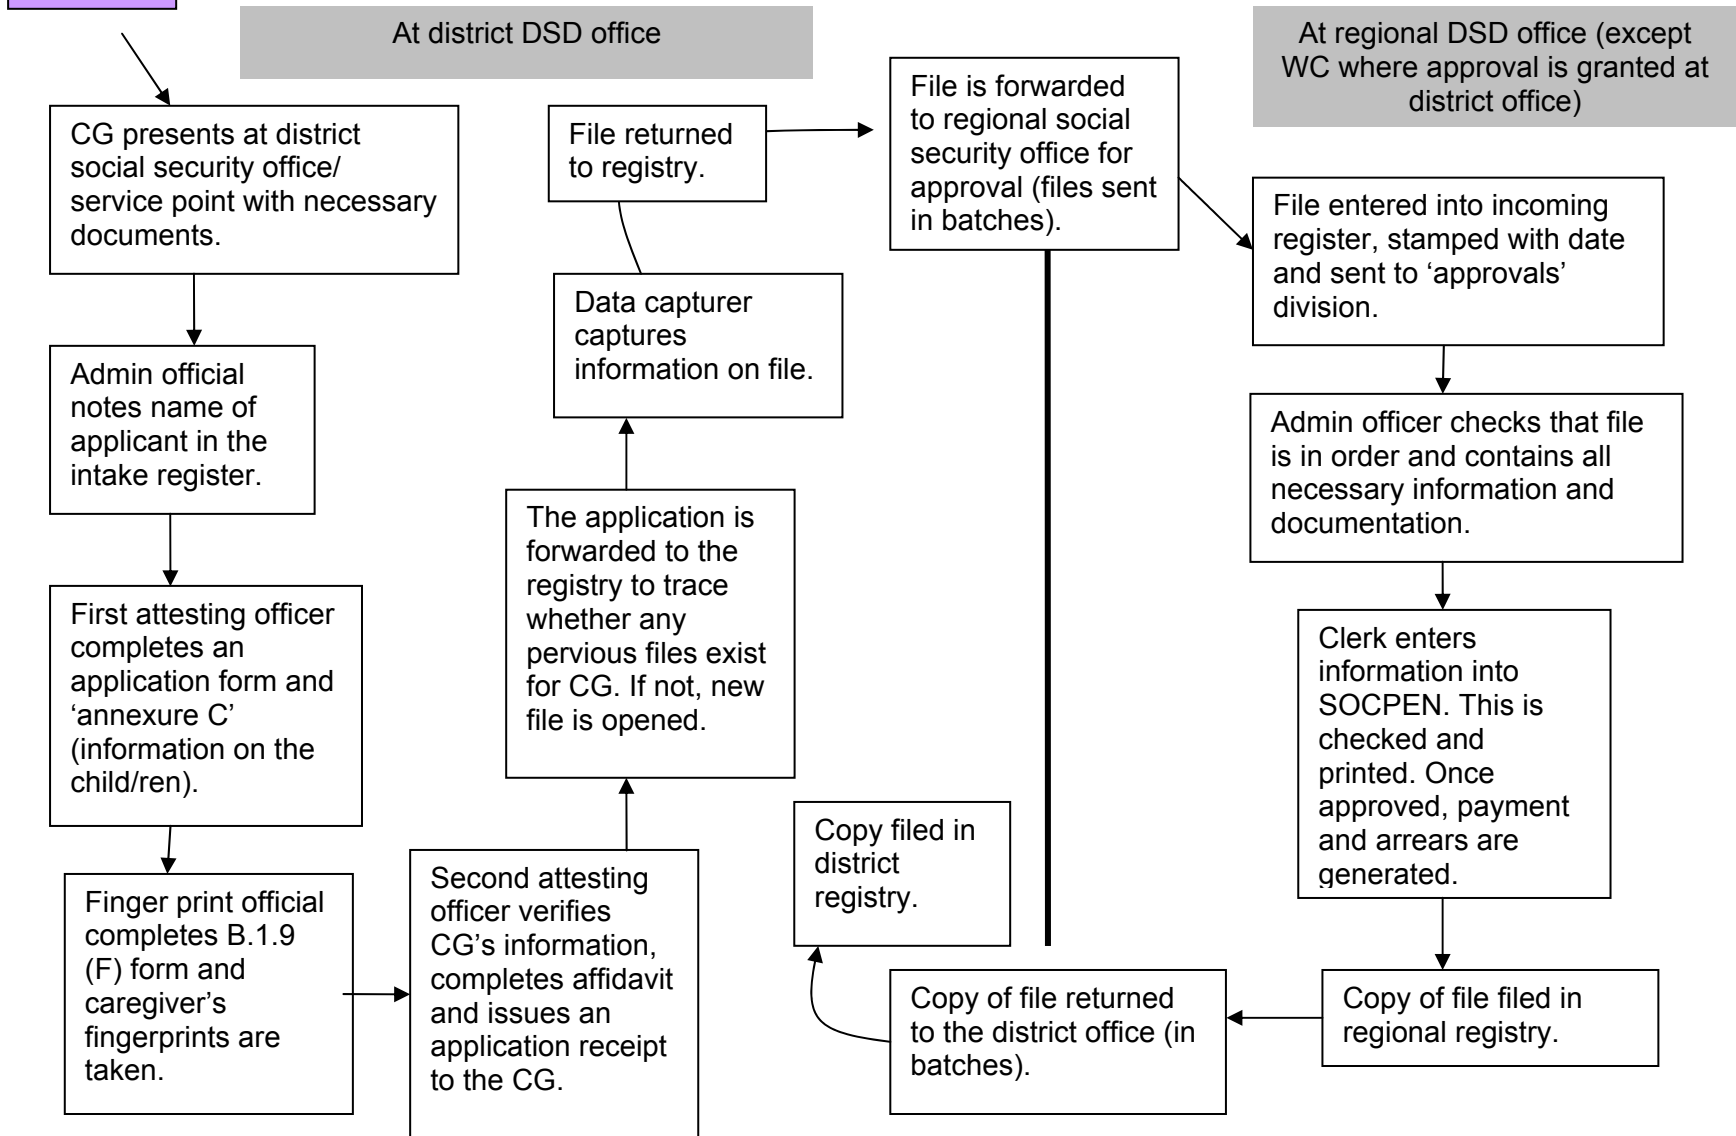 At district DSD office
At regional DSD office (except
WC where approval is granted at
district office)
CG presents at district
social security office/
service point with necessary
documents.
Admin official
notes name of
applicant in the
intake register.
First attesting officer
completes an
application form and
‘annexure C’
(information on the
child/ren).
Finger print official
completes B.1.9
(F) form and
caregiver’s
fingerprints are
taken.
Second attesting
officer verifies
CG’s information,
completes affidavit
and issues an
application receipt
to the CG.
The application is
forwarded to the
registry to trace
whether any
pervious files exist
for CG. If not, new
file is opened.
Data capturer
captures
information on file.
File returned
to registry.
File is forwarded
to regional social
security office for
approval (files sent
in batches).
File entered into incoming
register, stamped with date
and sent to ‘approvals’
division.
Admin officer checks that file
is in order and contains all
necessary information and
documentation.
Clerk enters
information into
SOCPEN. This is
checked and
printed. Once
approved, payment
and arrears are
generated.
Copy of file filed in
regional registry.
Copy of file returned
to the district office (in
batches).
Copy filed in
district
registry.